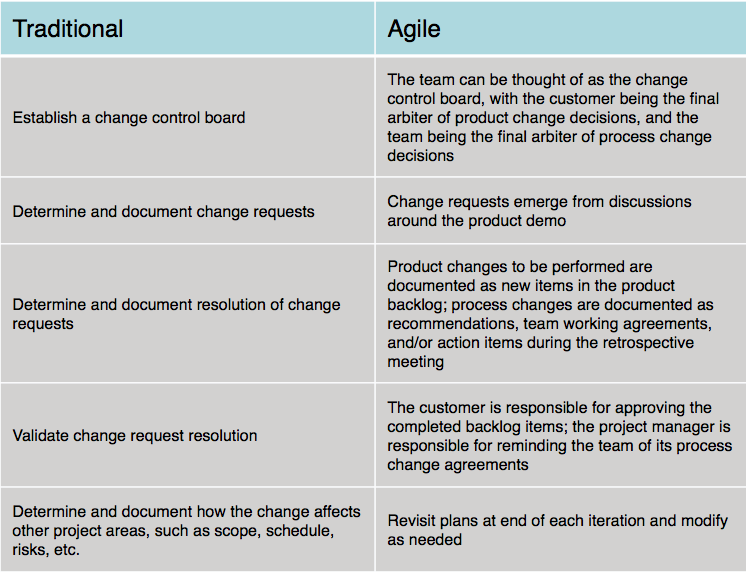 Traditional
Agile
Establish a change control board
The team can be thought of as the change
control board, with the customer being the final
arbiter of product change decisions, and the
team being the final arbiter of process change
decisions
Determine and document change requests
Change requests emerge from discussions
around the product demo
Determine and document resolution of change
requests
Product changes to be performed are
documented as new items in the product
backlog; process changes are documented as
recommendations, team working agreements,
and/or action items during the retrospective
meeting
Validate change request resolution
The customer is responsible for approving the
completed backlog items; the project manager is
responsible for reminding the team of its process
change agreements
Determine and document how the change affects
other project areas, such as scope, schedule,
risks, etc.
Revisit plans at end of each iteration and modify
as needed